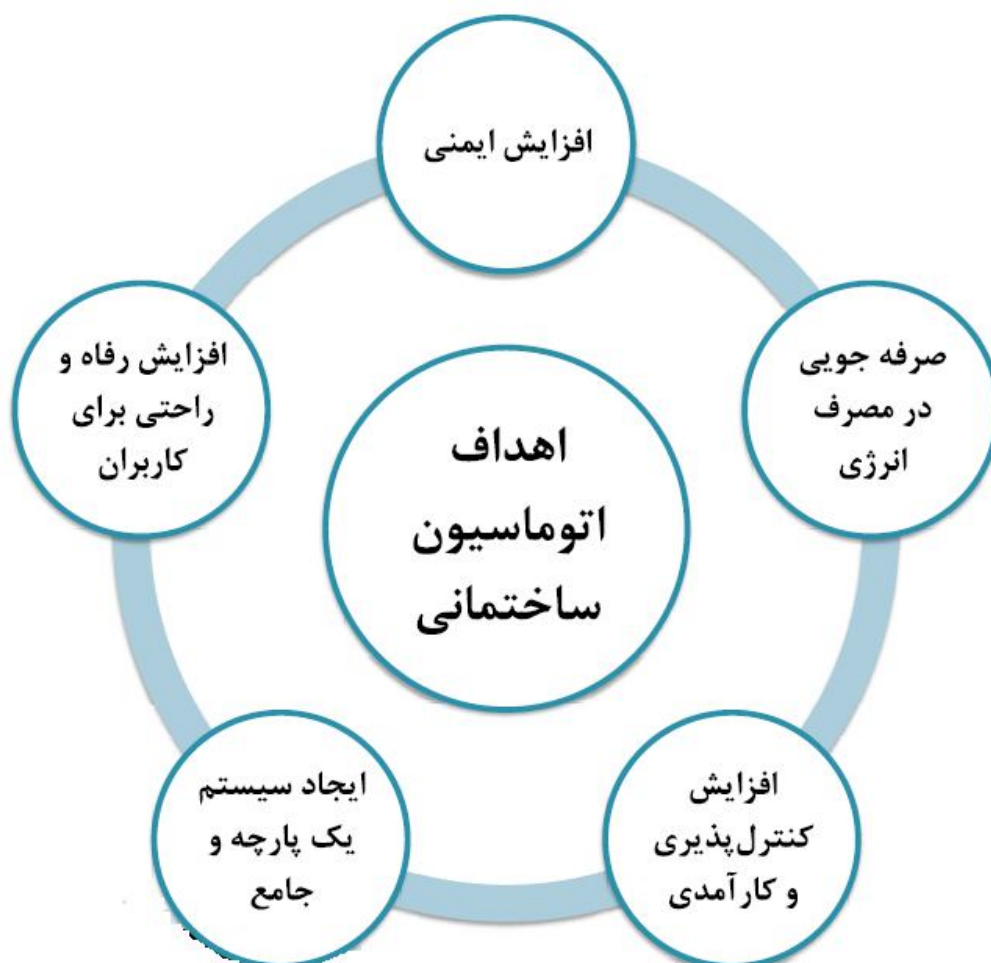 افزایش ایمنی
صرفه جویی
در مصرف
انرژی
افزایش
کنترل‌پذیری
و کارآمدی
ایجاد سیستم
یک پارچه و
جامع
افزایش رفاه و
راحتی برای
کاربران
اهداف
اتوماسیون
ساختمانی